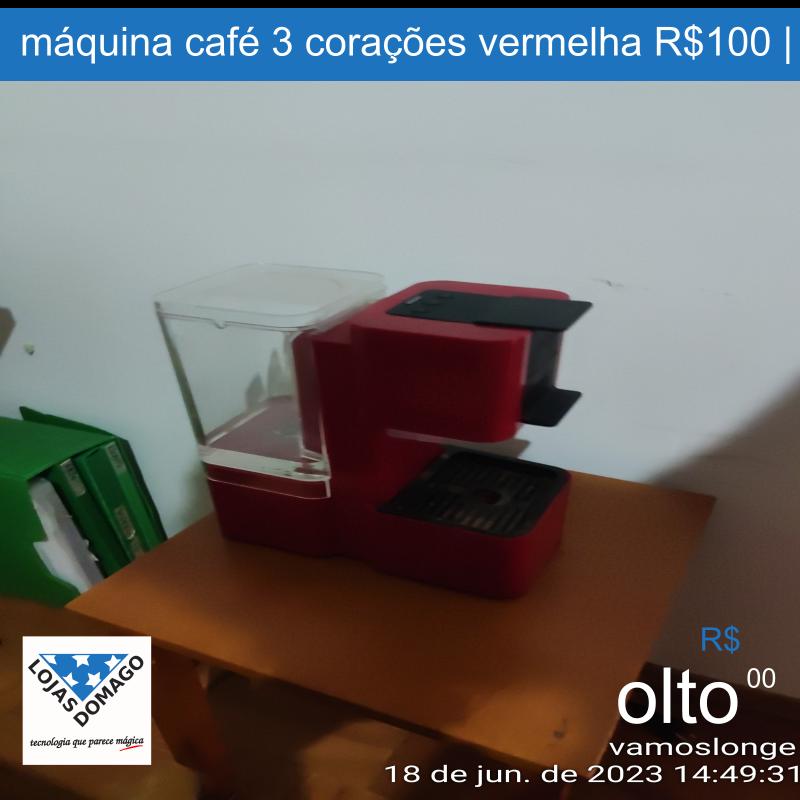 máquina café 3 corações vermelha R$100 |
R$
olto 00
vamoslonge
18 de jun. de 2023 14:49:31
LOJAS DOMAGO
tecnologia que parece mágica